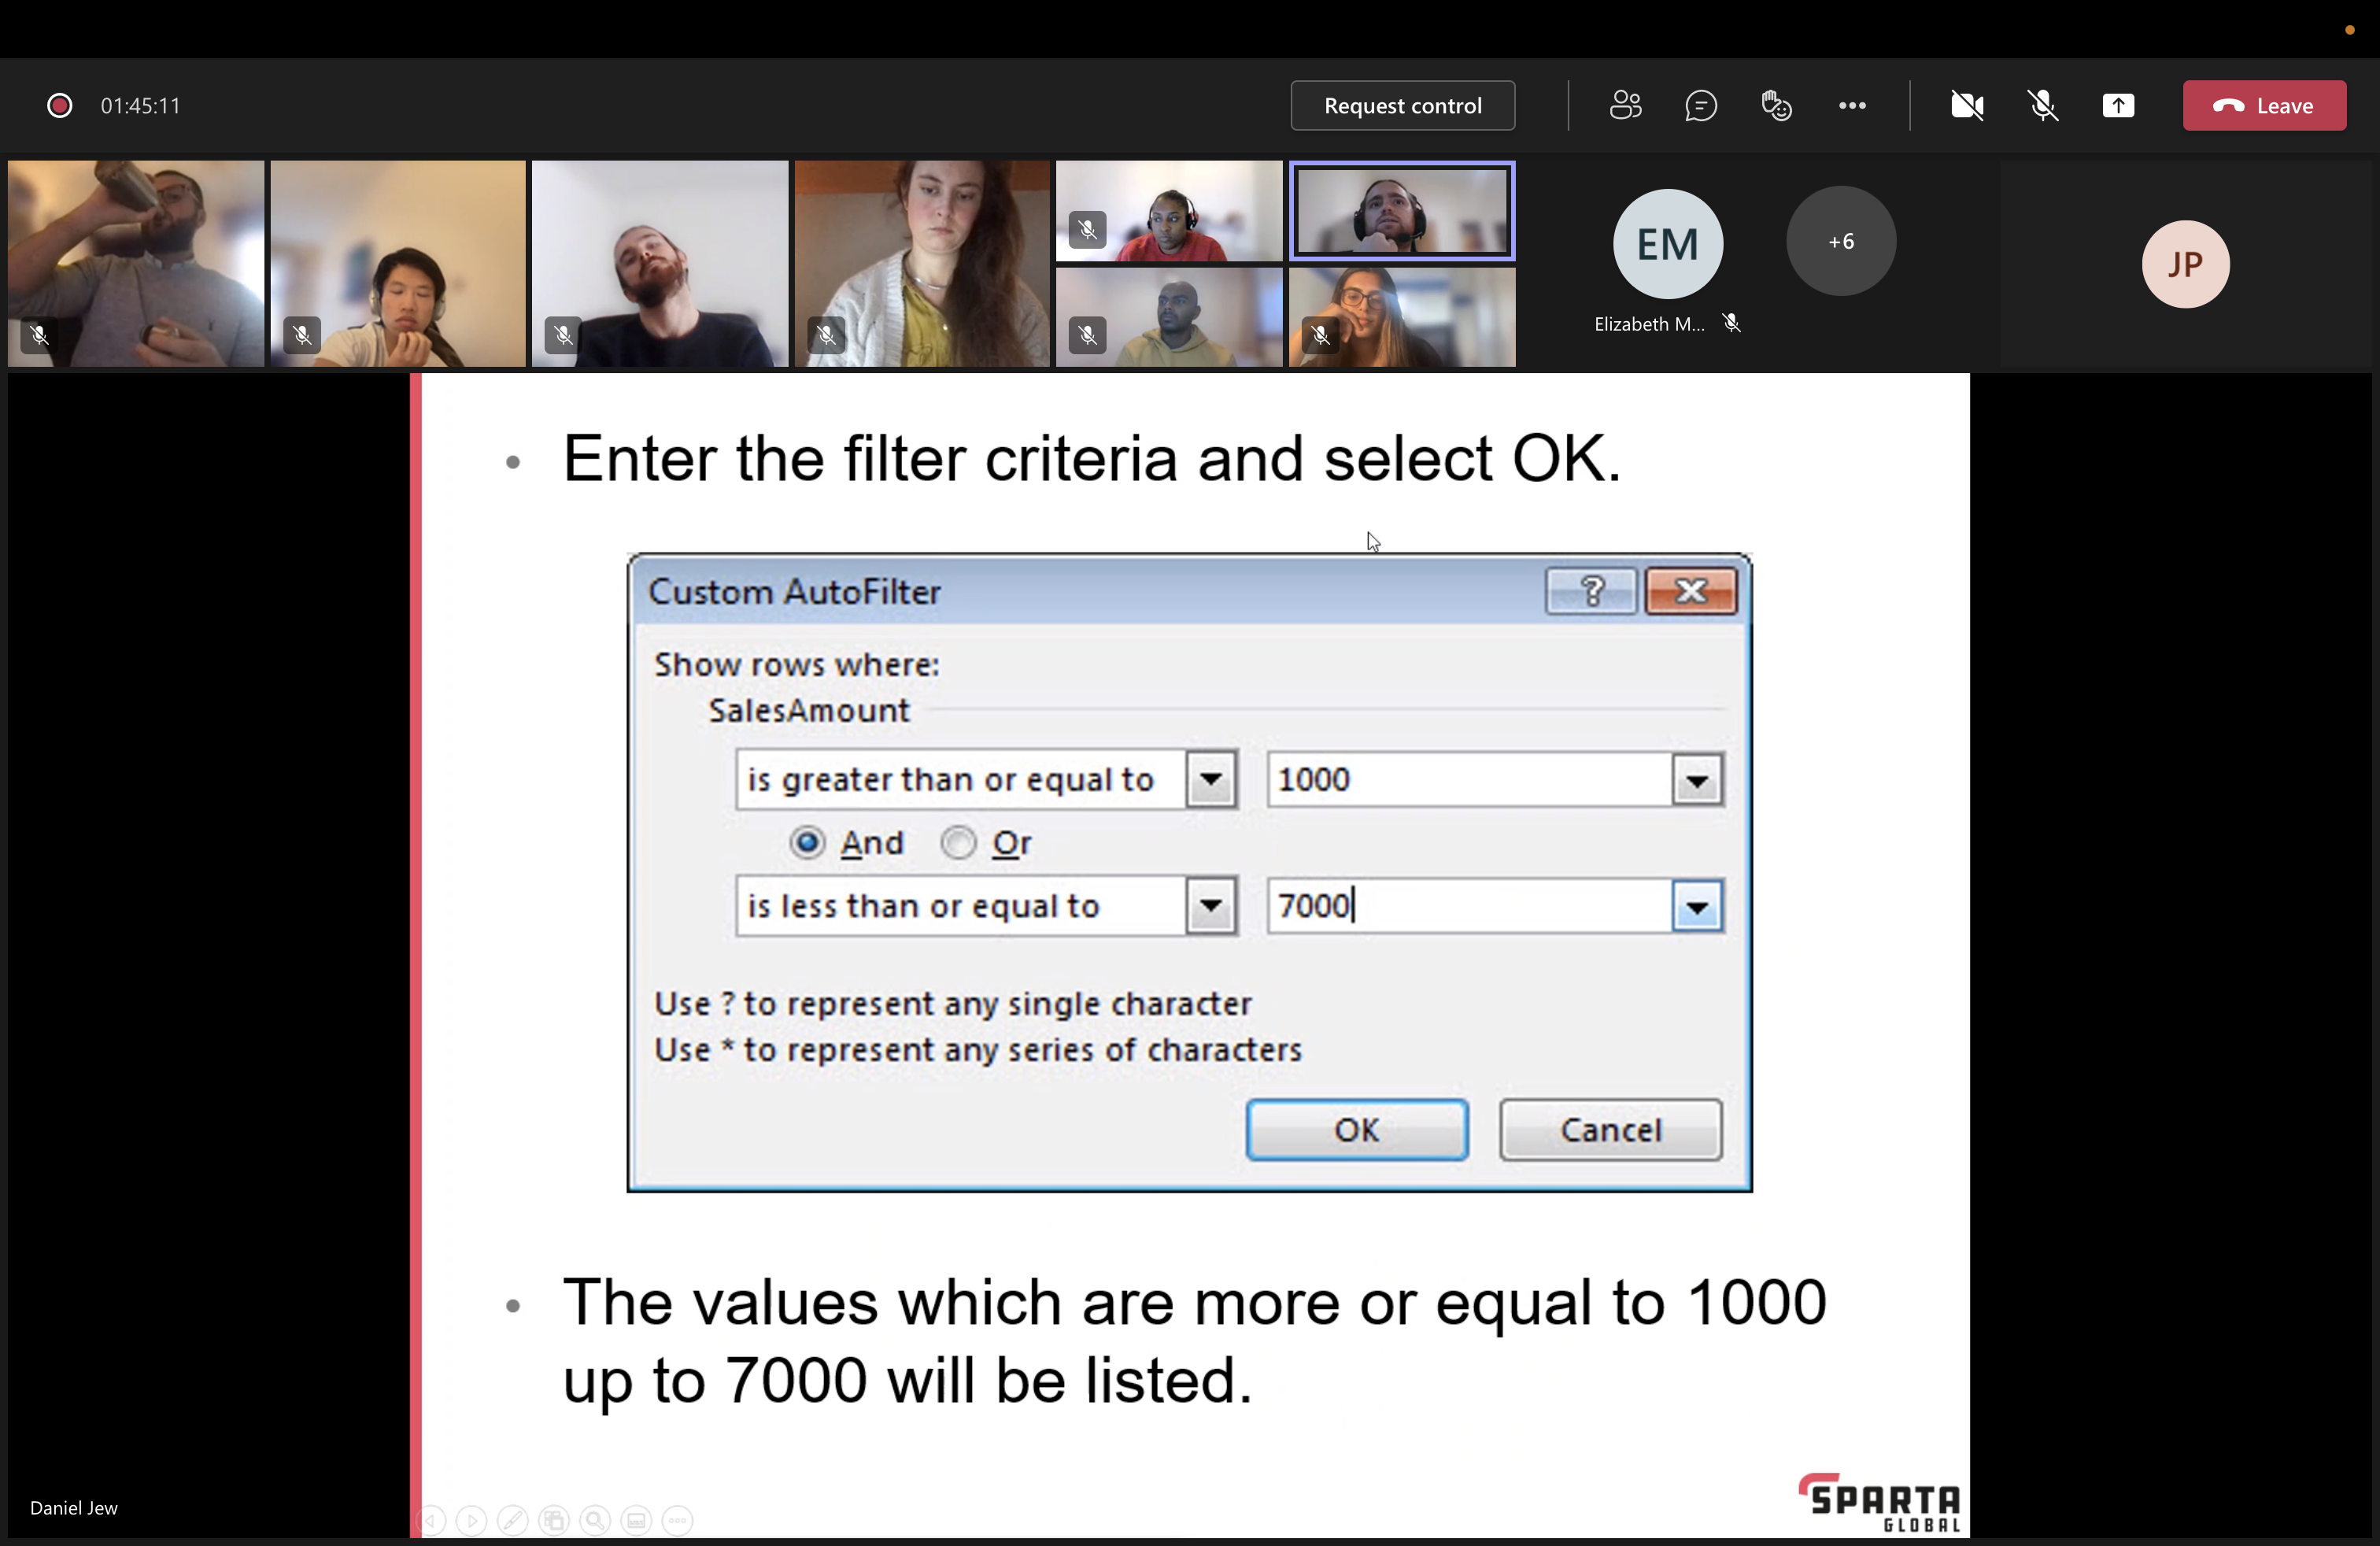 01:45:11
Request control
Leave
EM
+6
JP
Elizabeth M...
• Enter the filter criteria and select OK.
Custom AutoFilter
?
Show rows where:
SalesAmount
is greater than or equal to 1000
And Or
is less than or equal to 7000
Use ? to represent any single character
Use * to represent any series of characters
OK Cancel
• The values which are more or equal to 1000
up to 7000 will be listed.
Daniel Jew
SPARTA
GLOBAL